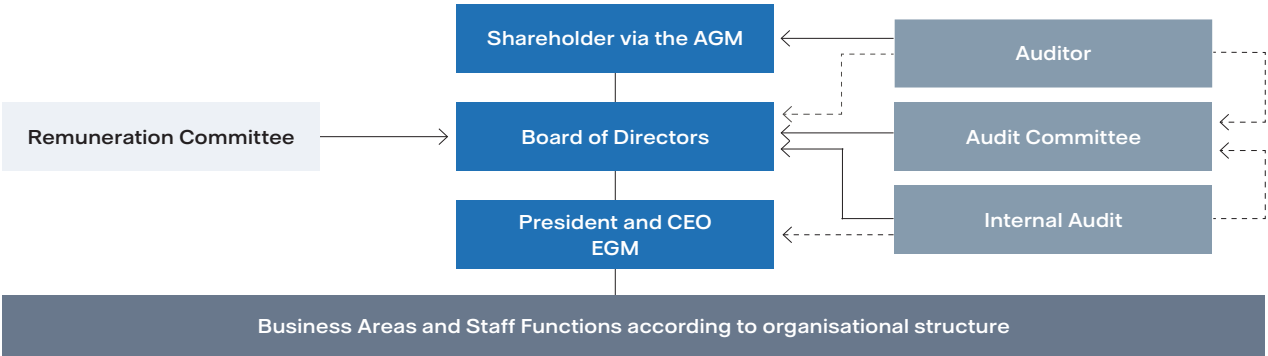 Shareholder via the AGM
Auditor
Remuneration Committee
Board of Directors
Audit Committee
President and CEO
EGM
Internal Audit
Business Areas and Staff Functions according to organisational structure